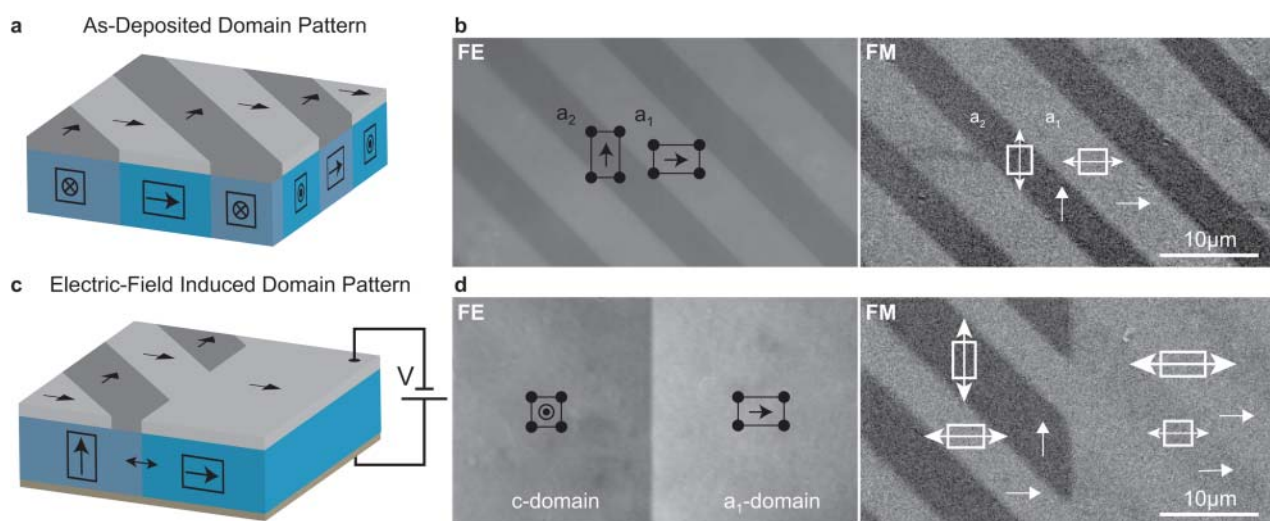 a
As-Deposited Domain Pattern
b
FE
a₂
a₁
FM
a₂
a₁
10μm
c
Electric-Field Induced Domain Pattern
V
d
FE
c-domain
a₁-domain
FM
10μm